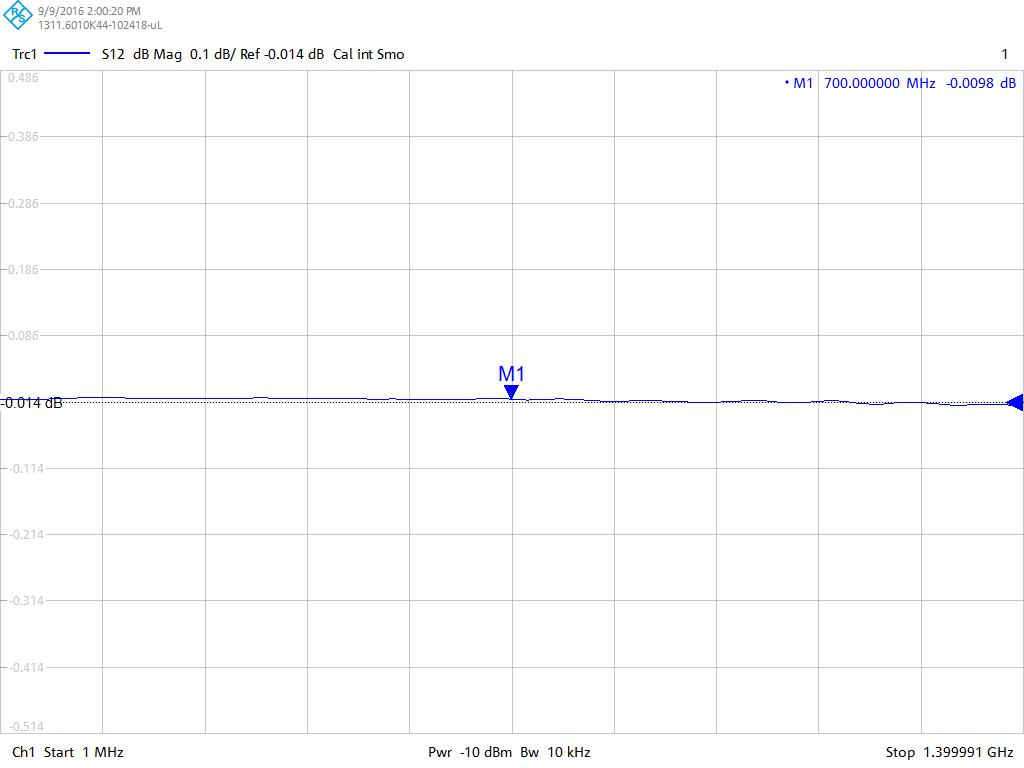 R&S
9/9/2016 2:00:20 PM
1311.6010K44-102418-uL
Trc1 S12 dB Mag 0.1 dB/ Ref -0.014 dB Cal int Smo 1
0.486
• M1 700.000000 MHz -0.0098 dB
0.386
0.286
0.186
0.086
M1
-0.014 dB
-0.114
-0.214
-0.314
-0.414
-0.514
Ch1 Start 1 MHz Pwr -10 dBm Bw 10 kHz Stop 1.399991 GHz